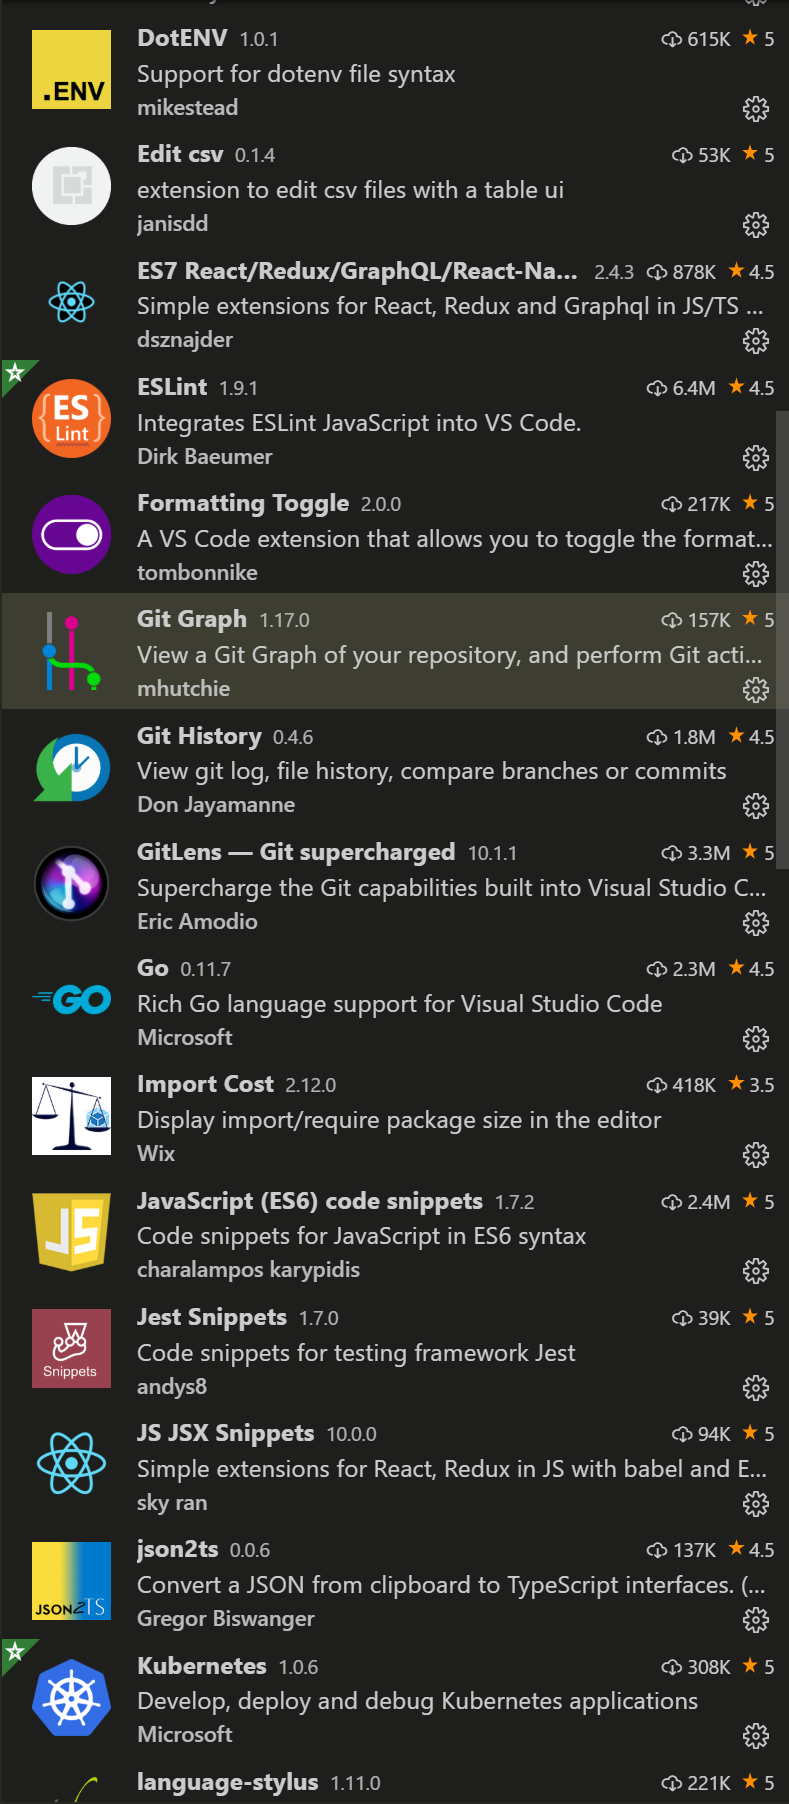 DotENV 1.0.1 615K 5
.ENV
Support for dotenv file syntax
mikestead
Edit csv 0.1.4 53K 5
extension to edit csv files with a table ui
janisdd
ES7 React/Redux/GraphQL/React-Na... 2.4.3 878K 4.5
Simple extensions for React, Redux and Graphql in JS/TS ...
dsznajder
ESLint 1.9.1 6.4M 4.5
{ES}
Lint
Integrates ESLint JavaScript into VS Code.
Dirk Baeumer
Formatting Toggle 2.0.0 217K 5
A VS Code extension that allows you to toggle the format...
tombonnike
Git Graph 1.17.0 157K 5
View a Git Graph of your repository, and perform Git acti...
mhutchie
Git History 0.4.6 1.8M 4.5
View git log, file history, compare branches or commits
Don Jayamanne
GitLens — Git supercharged 10.1.1 3.3M 5
Supercharge the Git capabilities built into Visual Studio C...
Eric Amodio
Go 0.11.7 2.3M 4.5
GO
Rich Go language support for Visual Studio Code
Microsoft
Import Cost 2.12.0 418K 3.5
Display import/require package size in the editor
Wix
JavaScript (ES6) code snippets 1.7.2 2.4M 5
JS
Code snippets for JavaScript in ES6 syntax
charalampos karypidis
Jest Snippets 1.7.0 39K 5
Snippets
Code snippets for testing framework Jest
andys8
JS JSX Snippets 10.0.0 94K 5
Simple extensions for React, Redux in JS with babel and E...
sky ran
json2ts 0.0.6 137K 4.5
JSON2TS
Convert a JSON from clipboard to TypeScript interfaces. (...
Gregor Biswanger
Kubernetes 1.0.6 308K 5
Develop, deploy and debug Kubernetes applications
Microsoft
language-stylus 1.11.0 221K 5